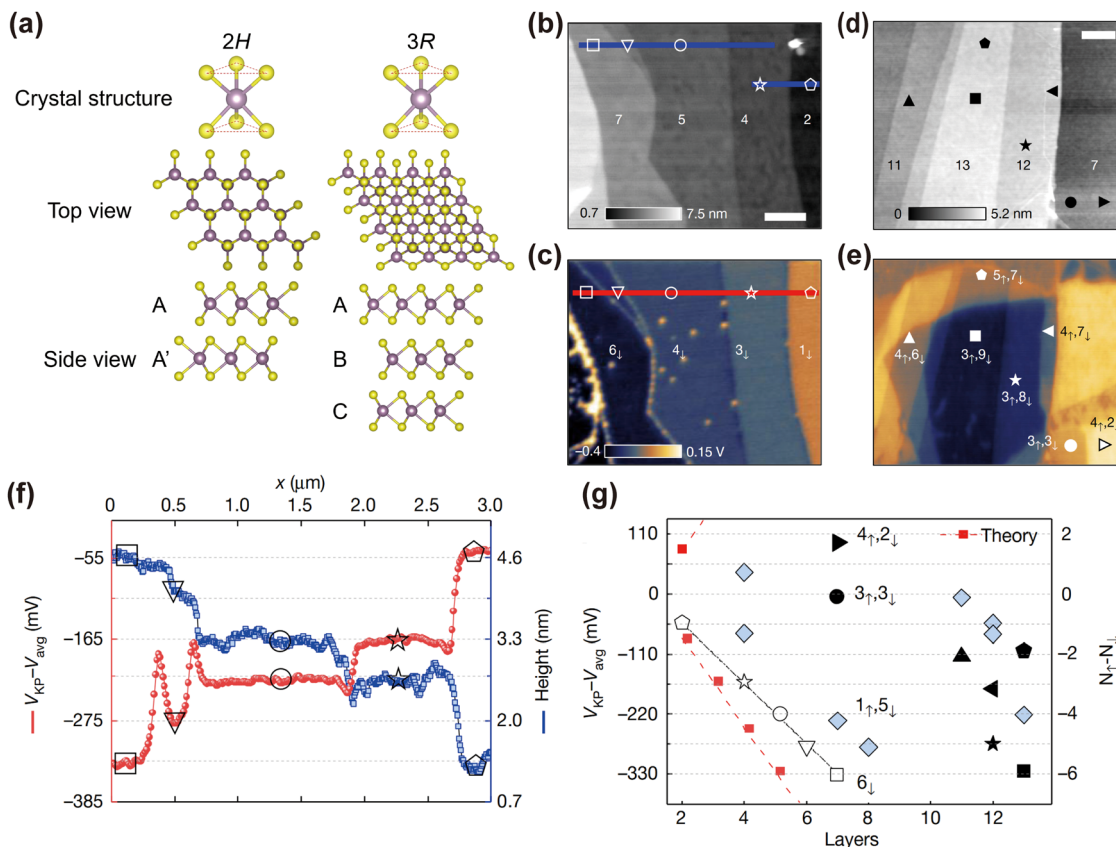 (a)
2H
3R
Crystal structure
Top view
A
A
Side view
A'
B
C
(b)
7
5
4
2
0.7
7.5 nm
(c)
6↓
4↓
3↓
1↓
−0.4
0.15 V
(d)
11
13
12
7
0
5.2 nm
(e)
5↑,7↓
4↑,7↓
4↑,6↓
3↑,9↓
3↑,8↓
4↑,2↓
3↑,3↓
(f)
x (μm)
0 0.5 1.0 1.5 2.0 2.5 3.0
−55
−165
−275
−385
VKP−Vavg (mV)
4.6
3.3
2.0
0.7
Height (nm)
(g)
110
0
−110
−220
−330
VKP−Vavg (mV)
4↑,2↓
3↑,3↓
1↑,5↓
6↓
Theory
2
0
−2
−4
−6
N↑-N↓
2 4 6 8 10 12
Layers